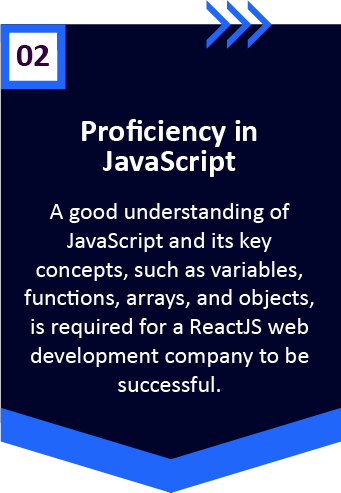 02
Proficiency in
JavaScript
A good understanding of
JavaScript and its key
concepts, such as variables,
functions, arrays, and objects,
is required for a ReactJS web
development company to be
successful.